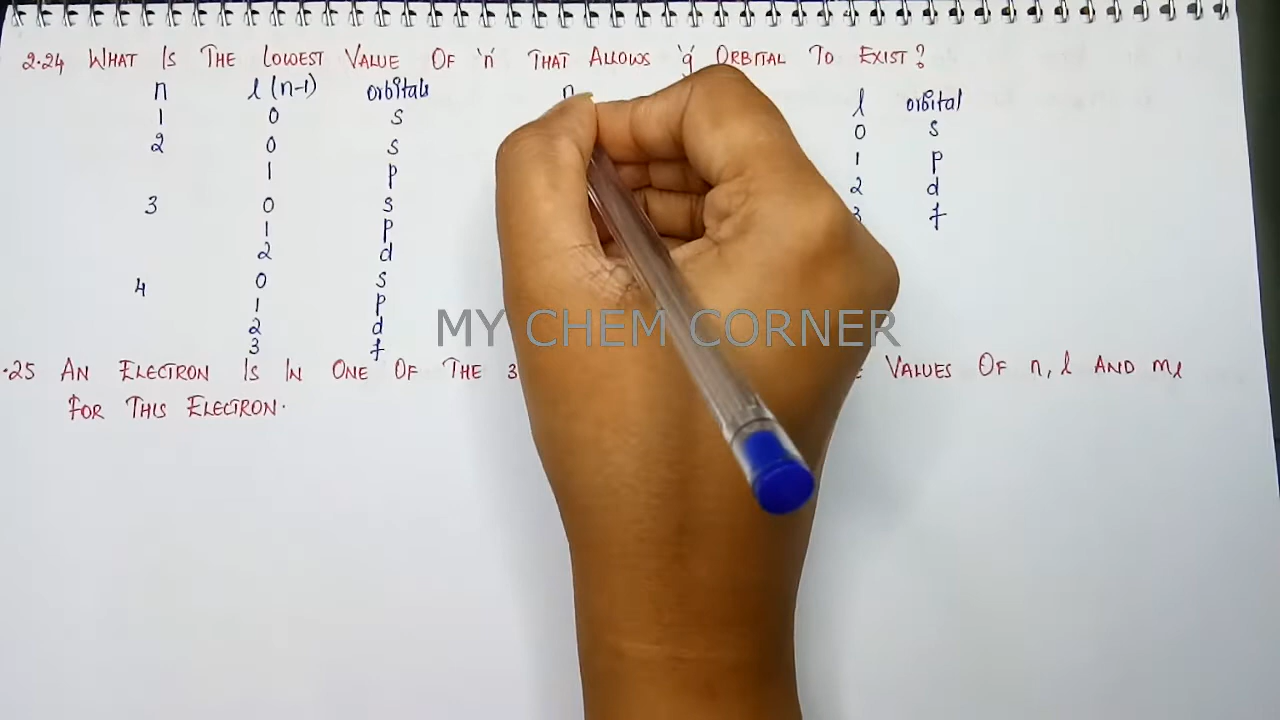 2.24 WHAT IS THE LOWEST VALUE OF 'n' THAT ALLOWS 'g' ORBITAL TO EXIST?
n l (n-1) orbitals n l orbital
1 0 s 0 s
2 0 s 1 p
1 p 2 d
3 0 s 3 f
1 p
2 d
4 0 s
1 p
2 d
3 f
MY CHEM CORNER
.25 AN ELECTRON IS IN ONE OF THE 3 VALUES OF n, l AND ml
FOR THIS ELECTRON.